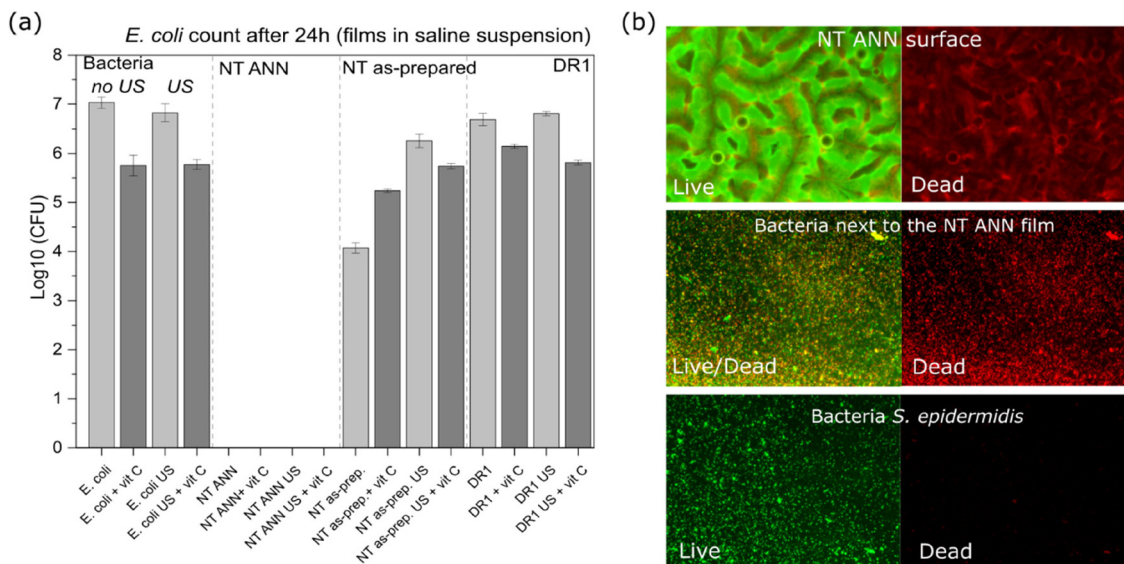 (a)
E. coli count after 24h (films in saline suspension)
Bacteria
no US US
NT ANN
NT as-prepared
DR1
Log10 (CFU)
8
7
6
5
4
3
2
1
0
E. coli
E. coli + vit C
E. coli US
E. coli US + vit C
NT ANN
NT ANN+ vit C
NT ANN US
NT ANN US + vit C
NT as-prep.
NT as-prep.+ vit C
NT as-prep. US
NT as-prep. US + vit C
DR1
DR1 + vit C
DR1 US
DR1 US + vit C
(b)
NT ANN surface
Live
Dead
Bacteria next to the NT ANN film
Live/Dead
Dead
Bacteria S. epidermidis
Live
Dead